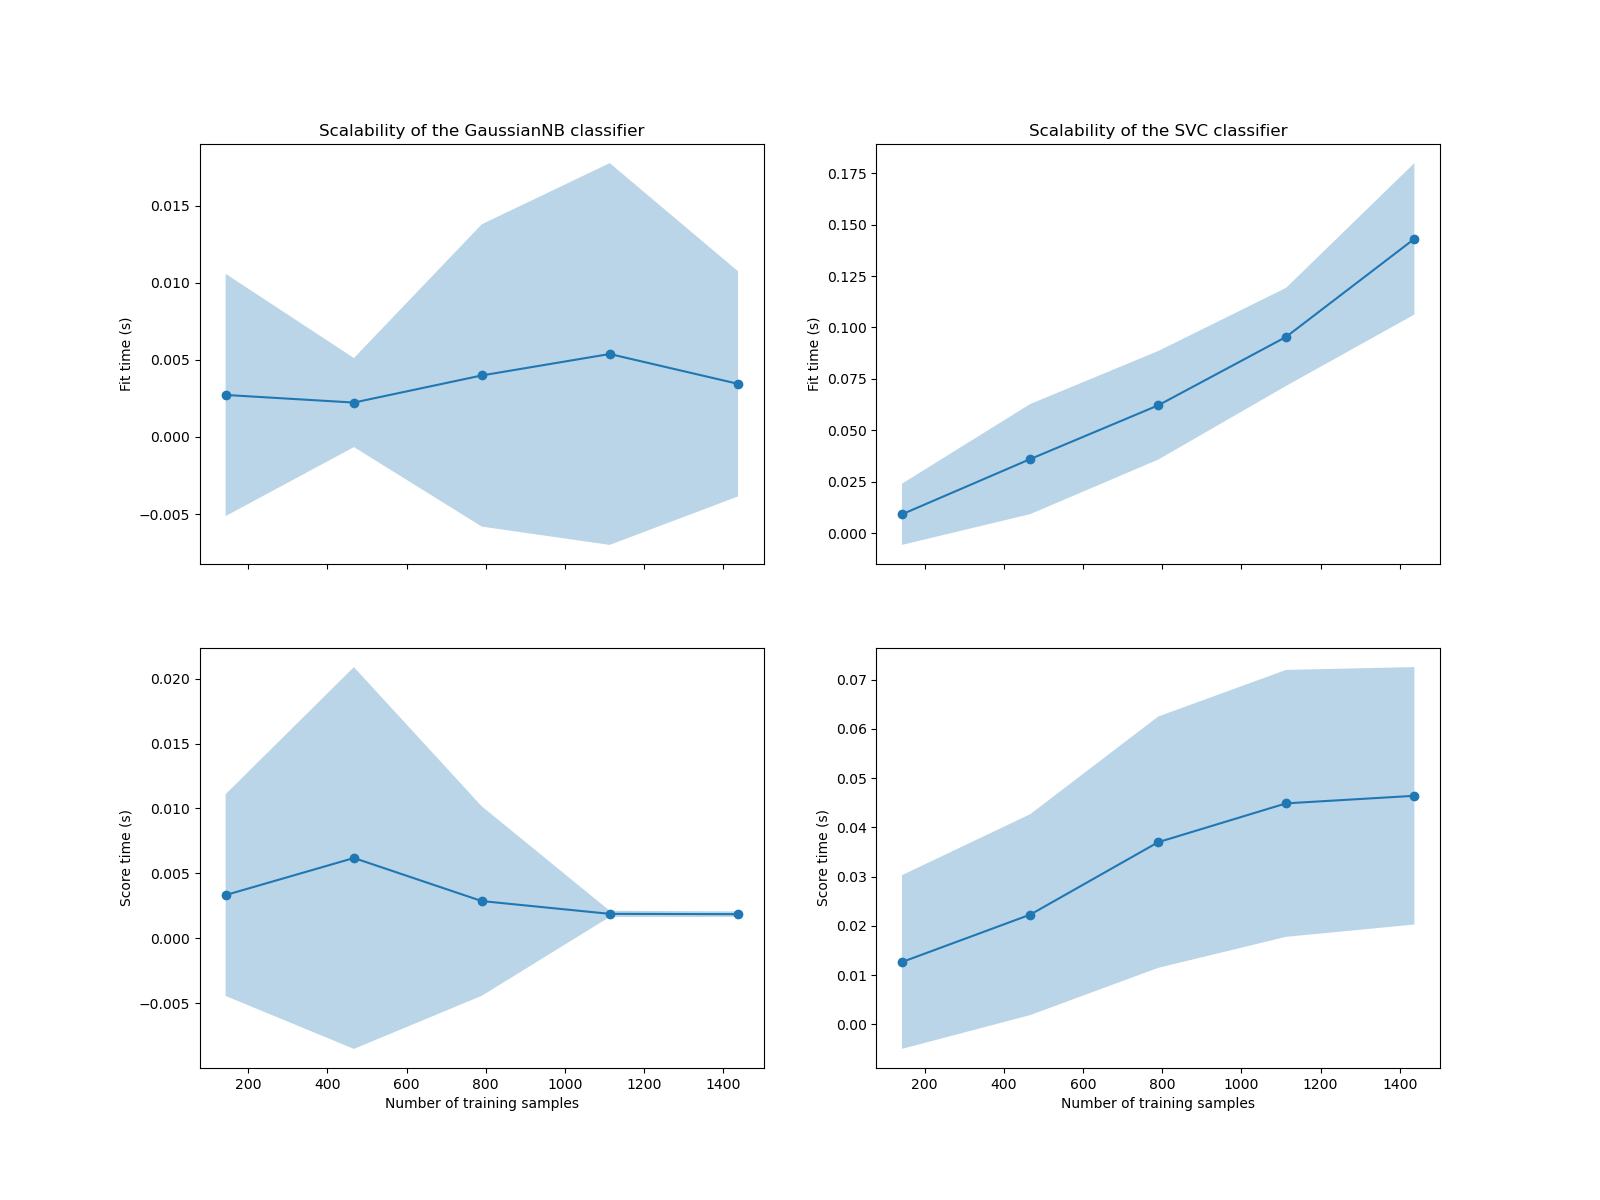 Scalability of the GaussianNB classifier
Fit time (s)
0.015
0.010
0.005
0.000
−0.005
Scalability of the SVC classifier
Fit time (s)
0.175
0.150
0.125
0.100
0.075
0.050
0.025
0.000
Score time (s)
0.020
0.015
0.010
0.005
0.000
−0.005
200 400 600 800 1000 1200 1400
Number of training samples
Score time (s)
0.07
0.06
0.05
0.04
0.03
0.02
0.01
0.00
200 400 600 800 1000 1200 1400
Number of training samples